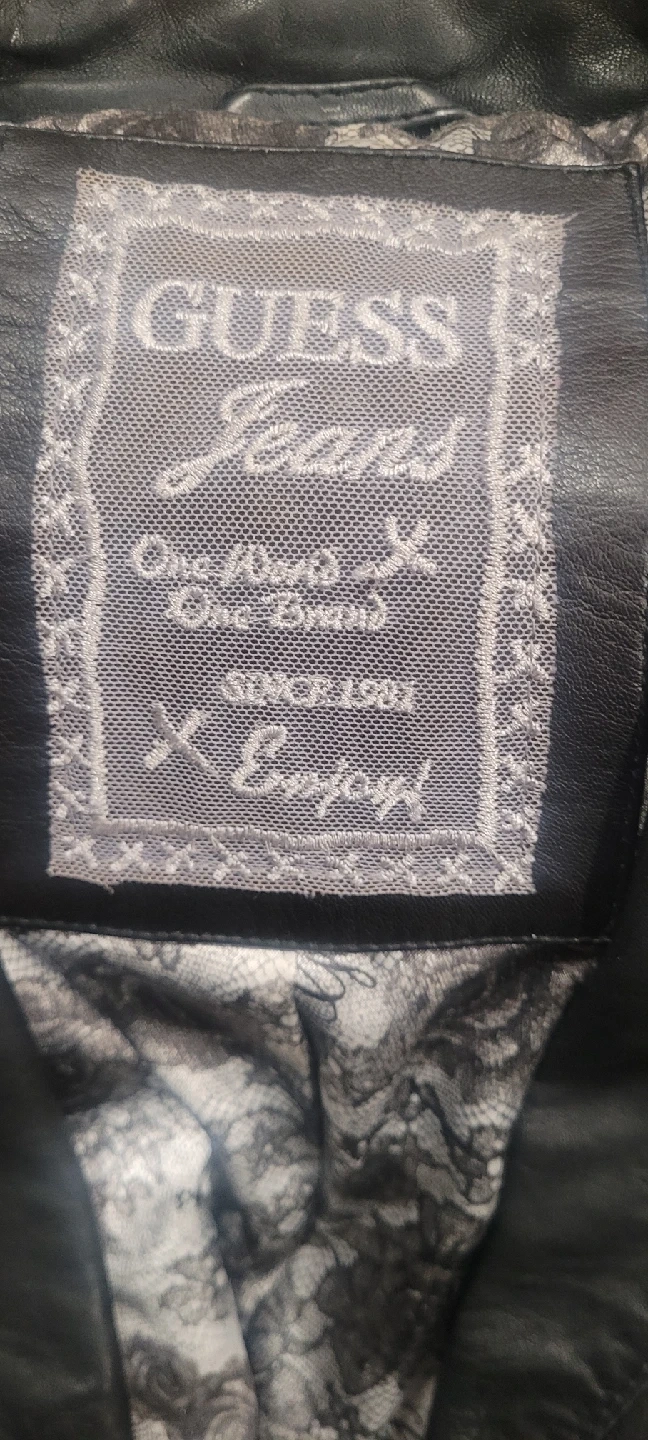 GUESS
Jeans
One World
One Brand
SINCE 1981
Enjoy!